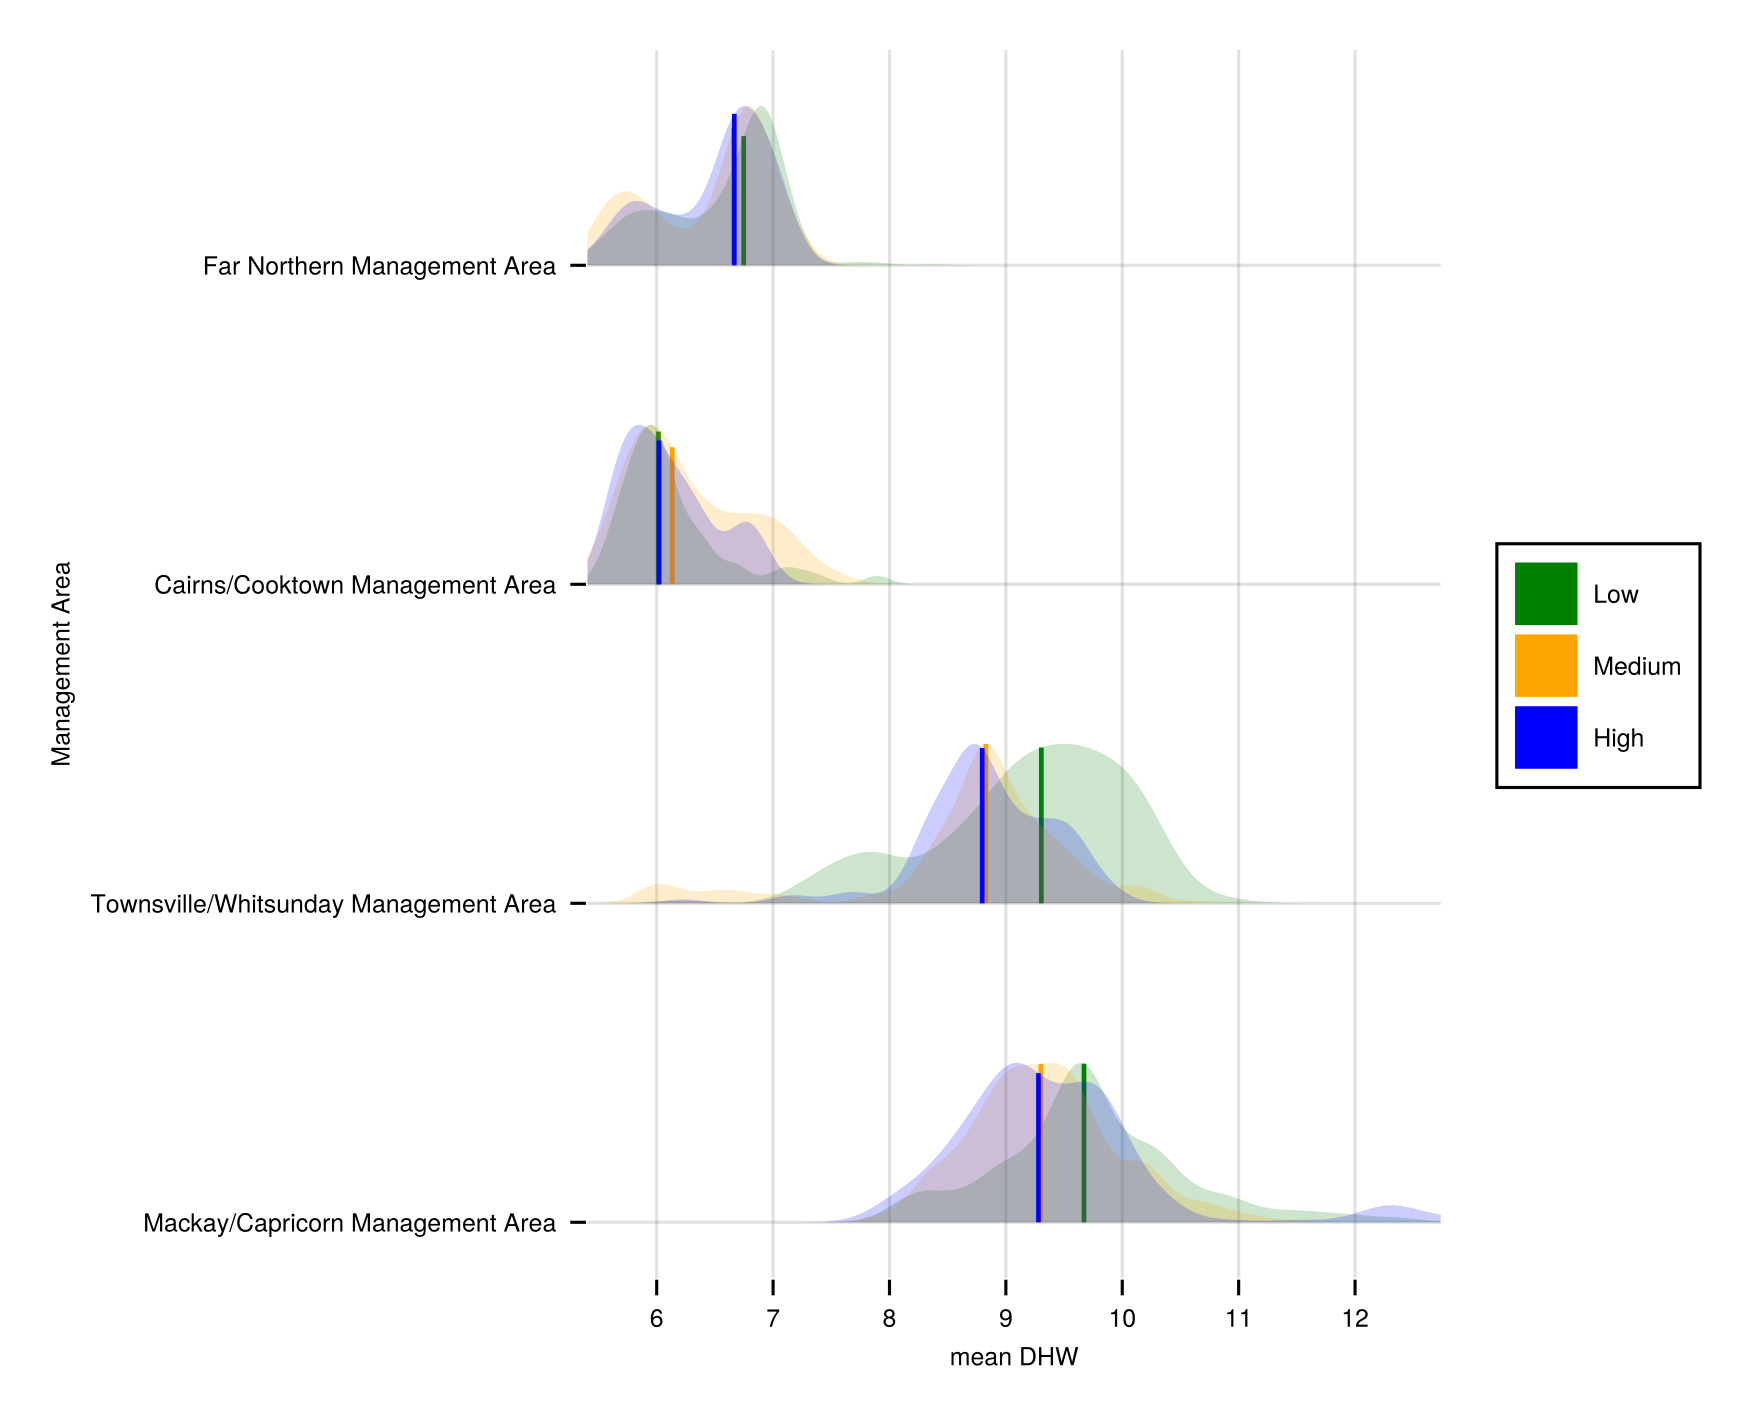 Far Northern Management Area
Cairns/Cooktown Management Area
Townsville/Whitsunday Management Area
Mackay/Capricorn Management Area
Management Area
6 7 8 9 10 11 12
mean DHW
Low
Medium
High